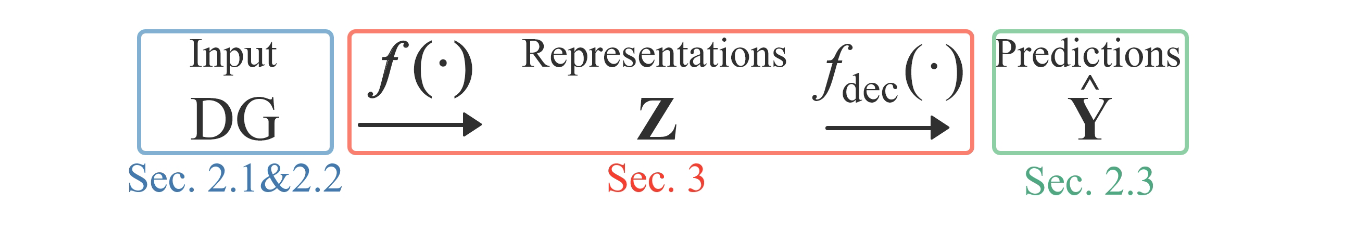 Input
DG
Sec. 2.1&2.2
f(·)
Representations
Z
f_dec(·)
Sec. 3
Predictions
Ŷ
Sec. 2.3